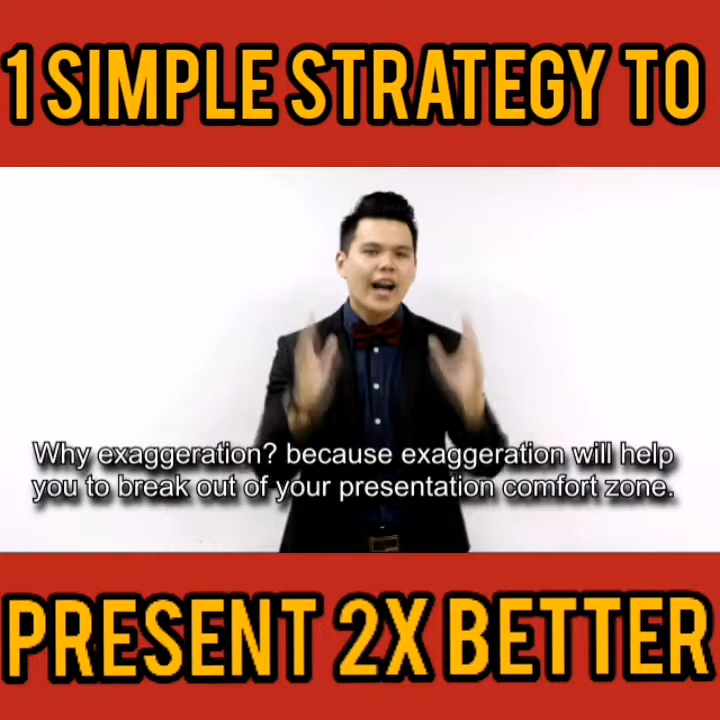 1 SIMPLE STRATEGY TO
Why exaggeration? because exaggeration will help
you to break out of your presentation comfort zone.
PRESENT 2X BETTER